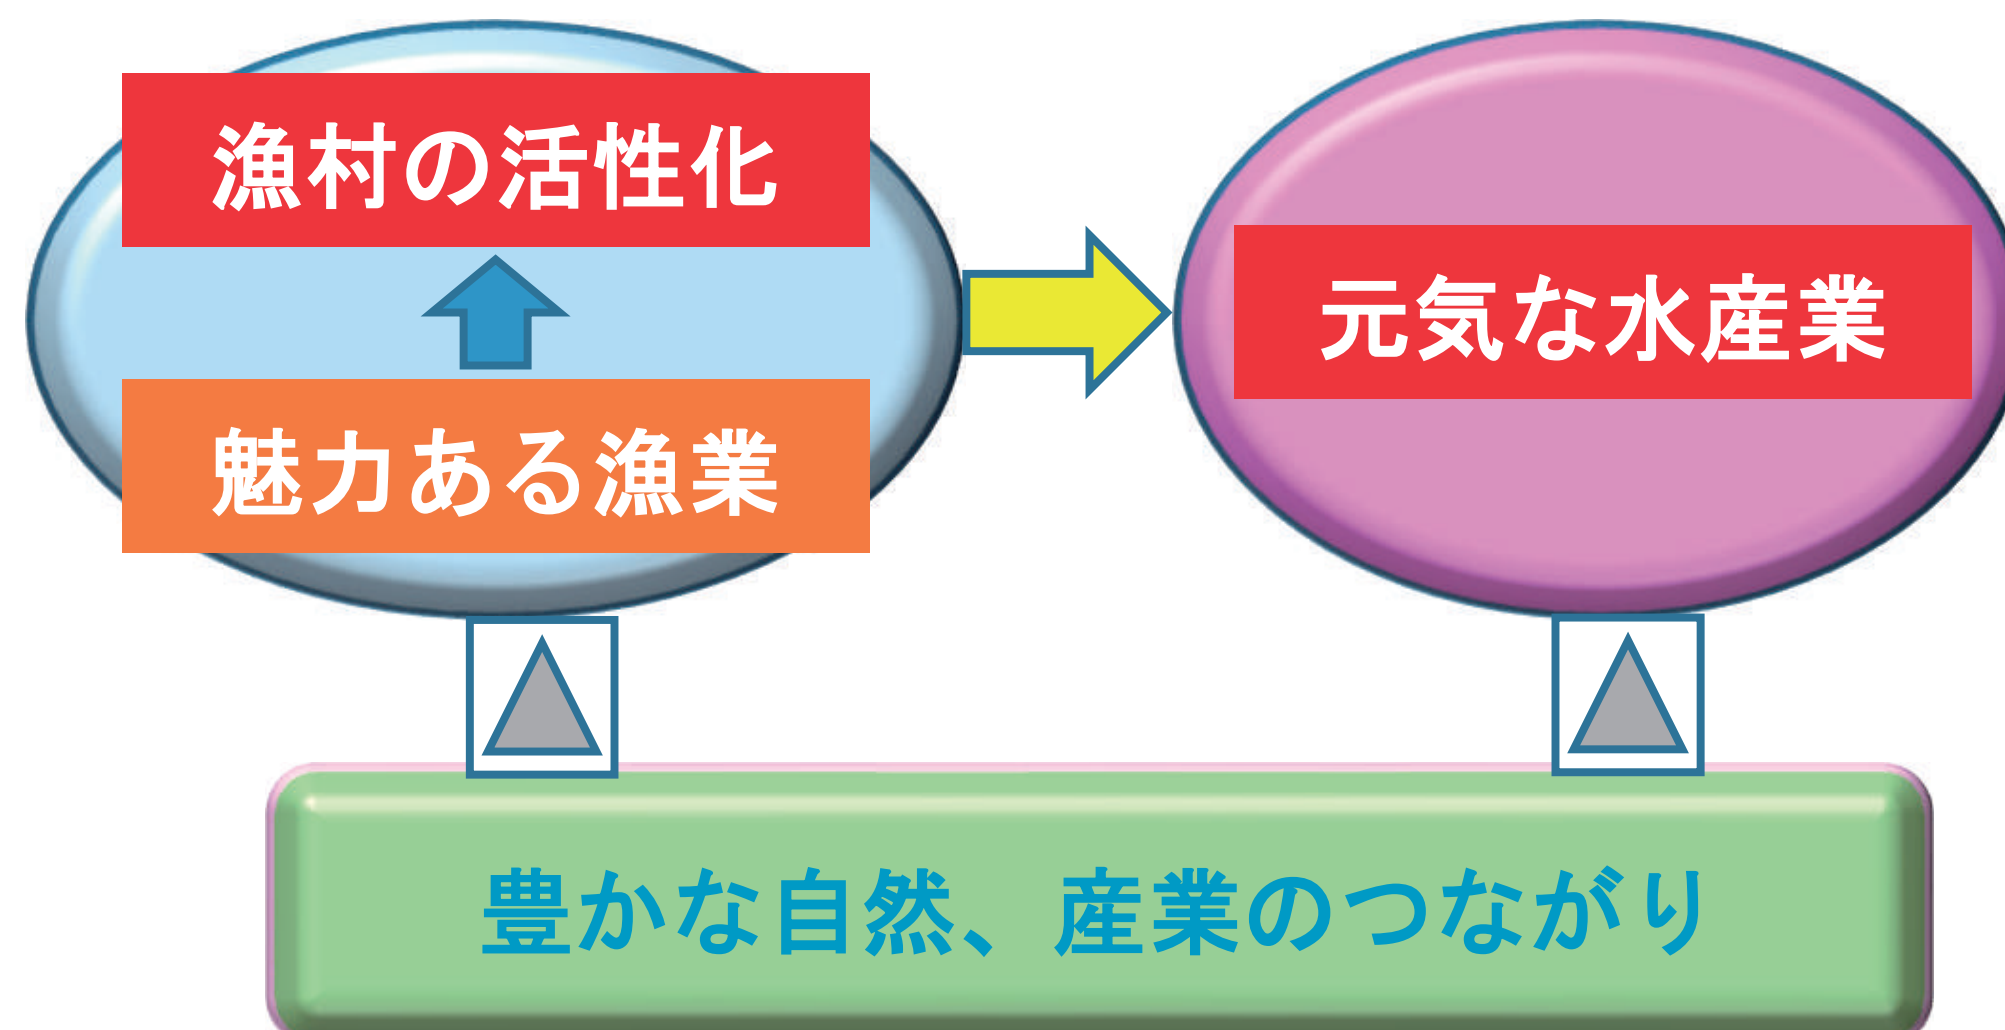 漁村の活性化
魅力ある漁業
元気な水産業
豊かな自然、産業のつながり